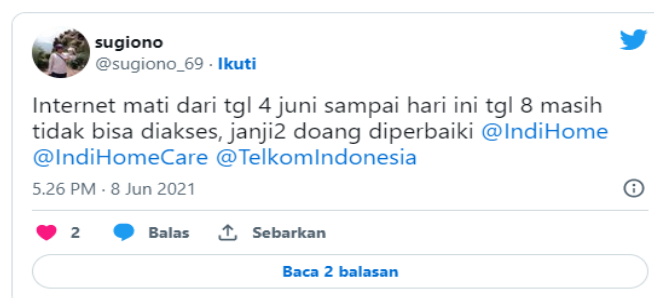 sugiono
@sugiono_69 · Ikuti
Internet mati dari tgl 4 juni sampai hari ini tgl 8 masih
tidak bisa diakses, janji2 doang diperbaiki @IndiHome
@IndiHomeCare @TelkomIndonesia
5.26 PM · 8 Jun 2021
2 Balas Sebarkan
Baca 2 balasan